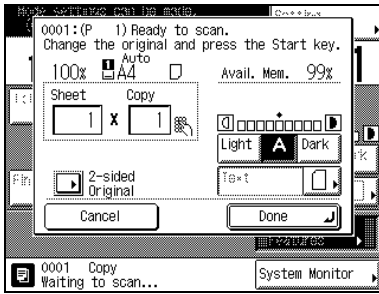 0001:(P 1) Ready to scan.
Change the original and press the Start key.
100% 1 A4 Auto
Avail. Mem. 99%
Sheet Copy
1 X 1
Light A Dark
Text
2-sided
Original
Cancel
Done
Features
0001 Copy
Waiting to scan...
System Monitor